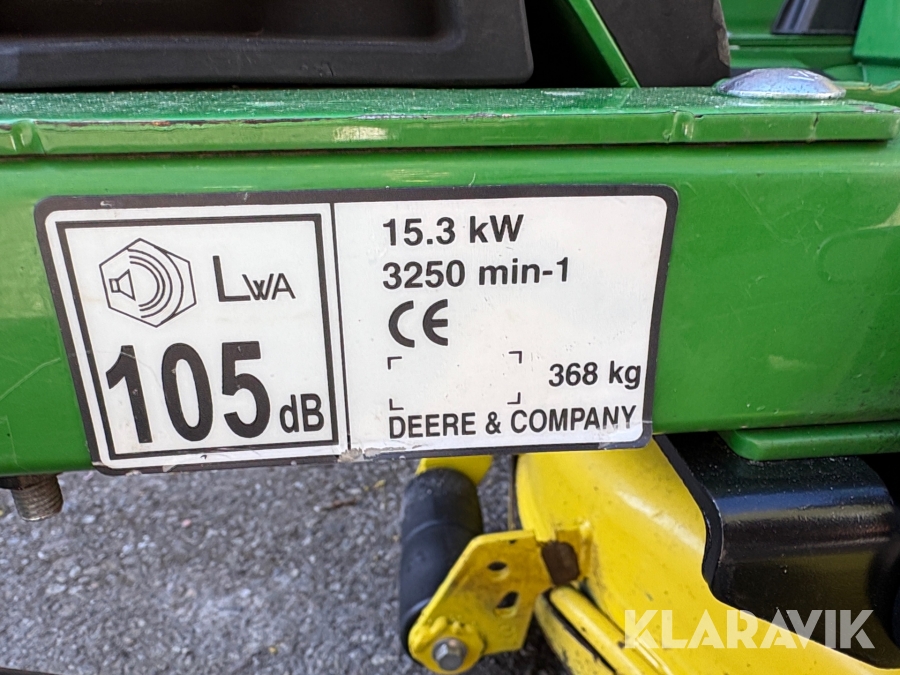 LWA
105 dB
15.3 kW
3250 min-1
CE
368 kg
DEERE & COMPANY
KLARAVIK